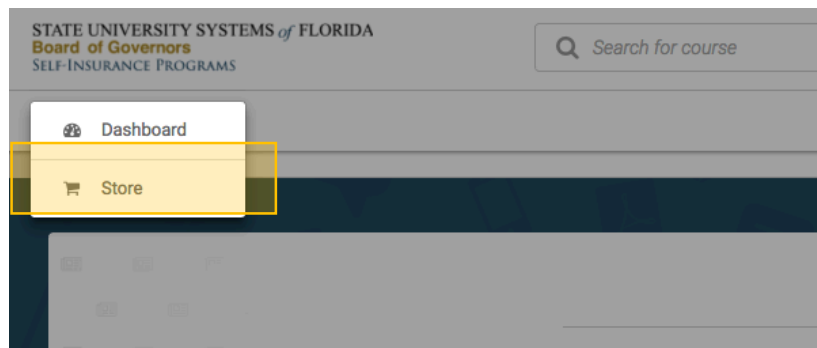 STATE UNIVERSITY SYSTEMS of FLORIDA
Board of Governors
SELF-INSURANCE PROGRAMS
Search for course
Dashboard
Store